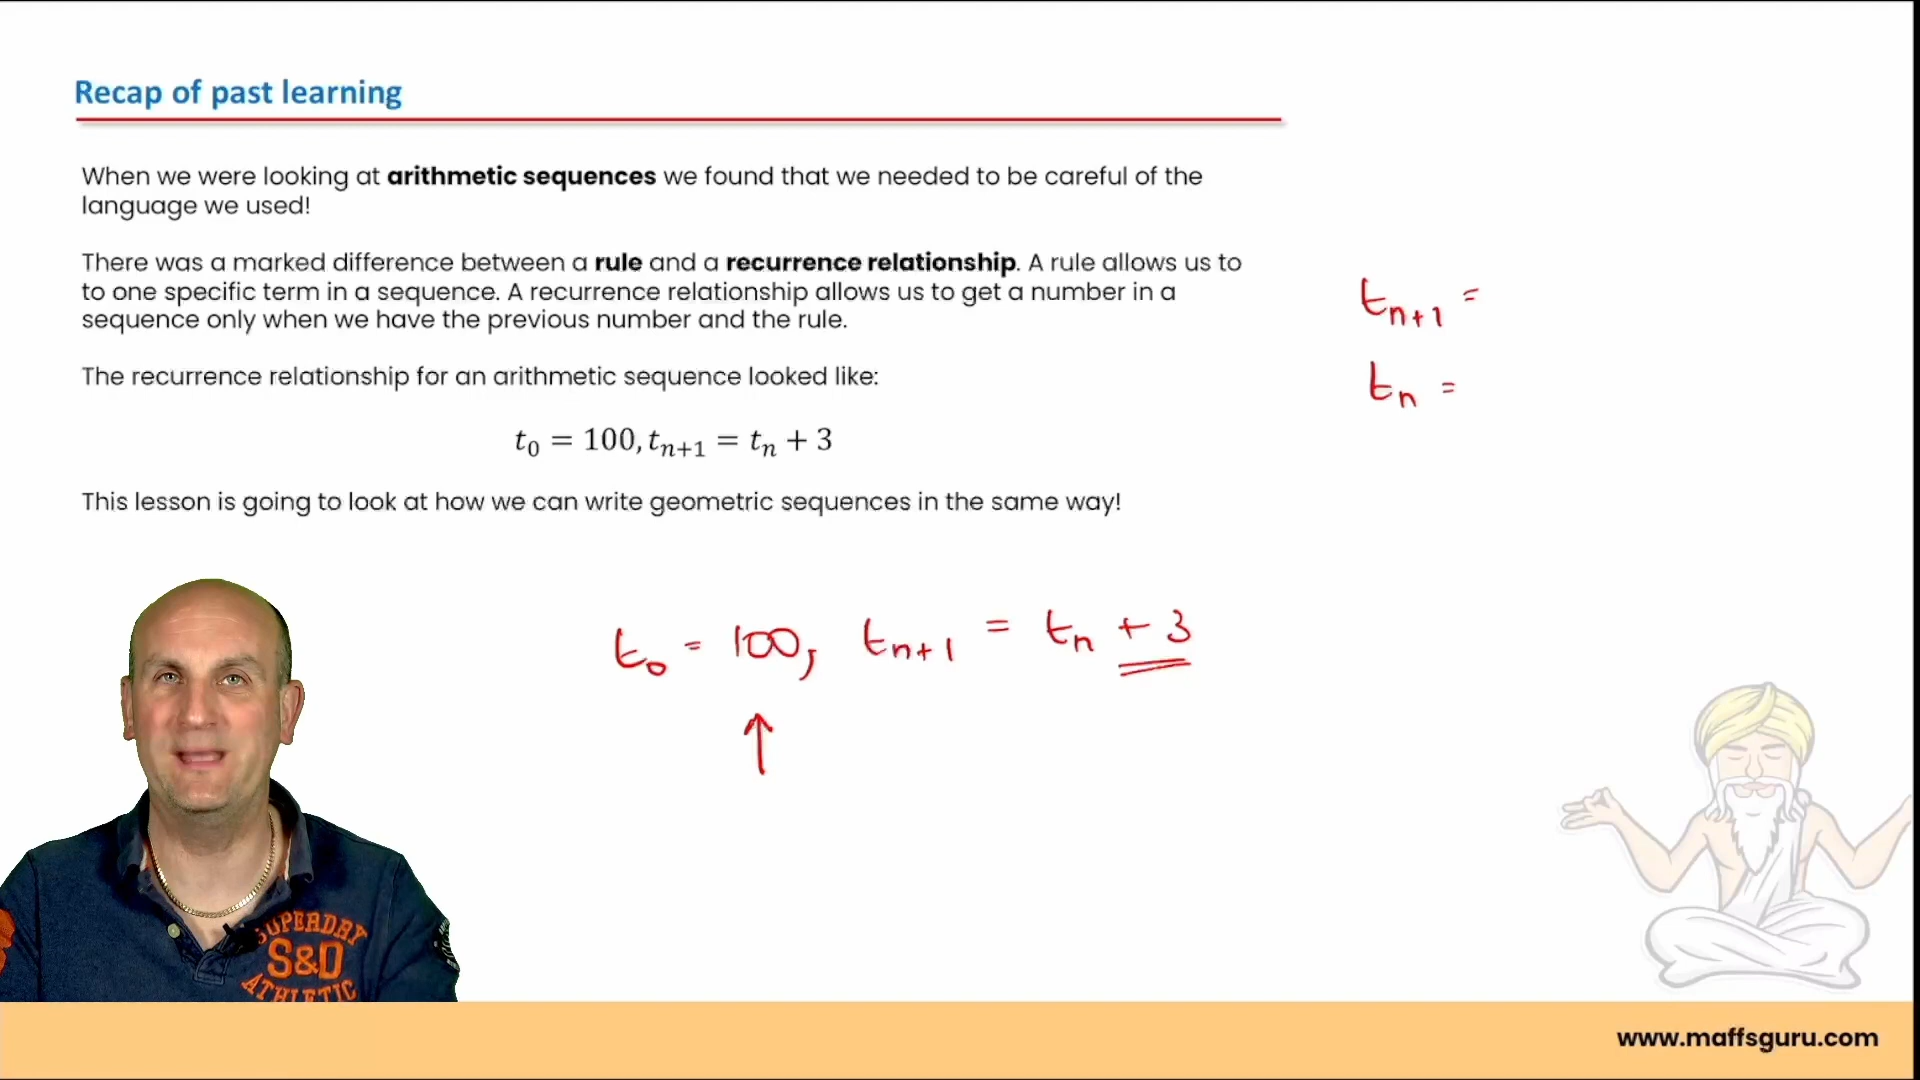 Recap of past learning
When we were looking at arithmetic sequences we found that we needed to be careful of the
language we used!
There was a marked difference between a rule and a recurrence relationship. A rule allows us to
to one specific term in a sequence. A recurrence relationship allows us to get a number in a
sequence only when we have the previous number and the rule.
The recurrence relationship for an arithmetic sequence looked like:
t₀ = 100, tₙ₊₁ = tₙ + 3
This lesson is going to look at how we can write geometric sequences in the same way!
tₙ₊₁ =
tₙ =
t₀ = 100, tₙ₊₁ = tₙ + 3
SUPERDRY
S&D
ATHLETIC
www.maffsguru.com